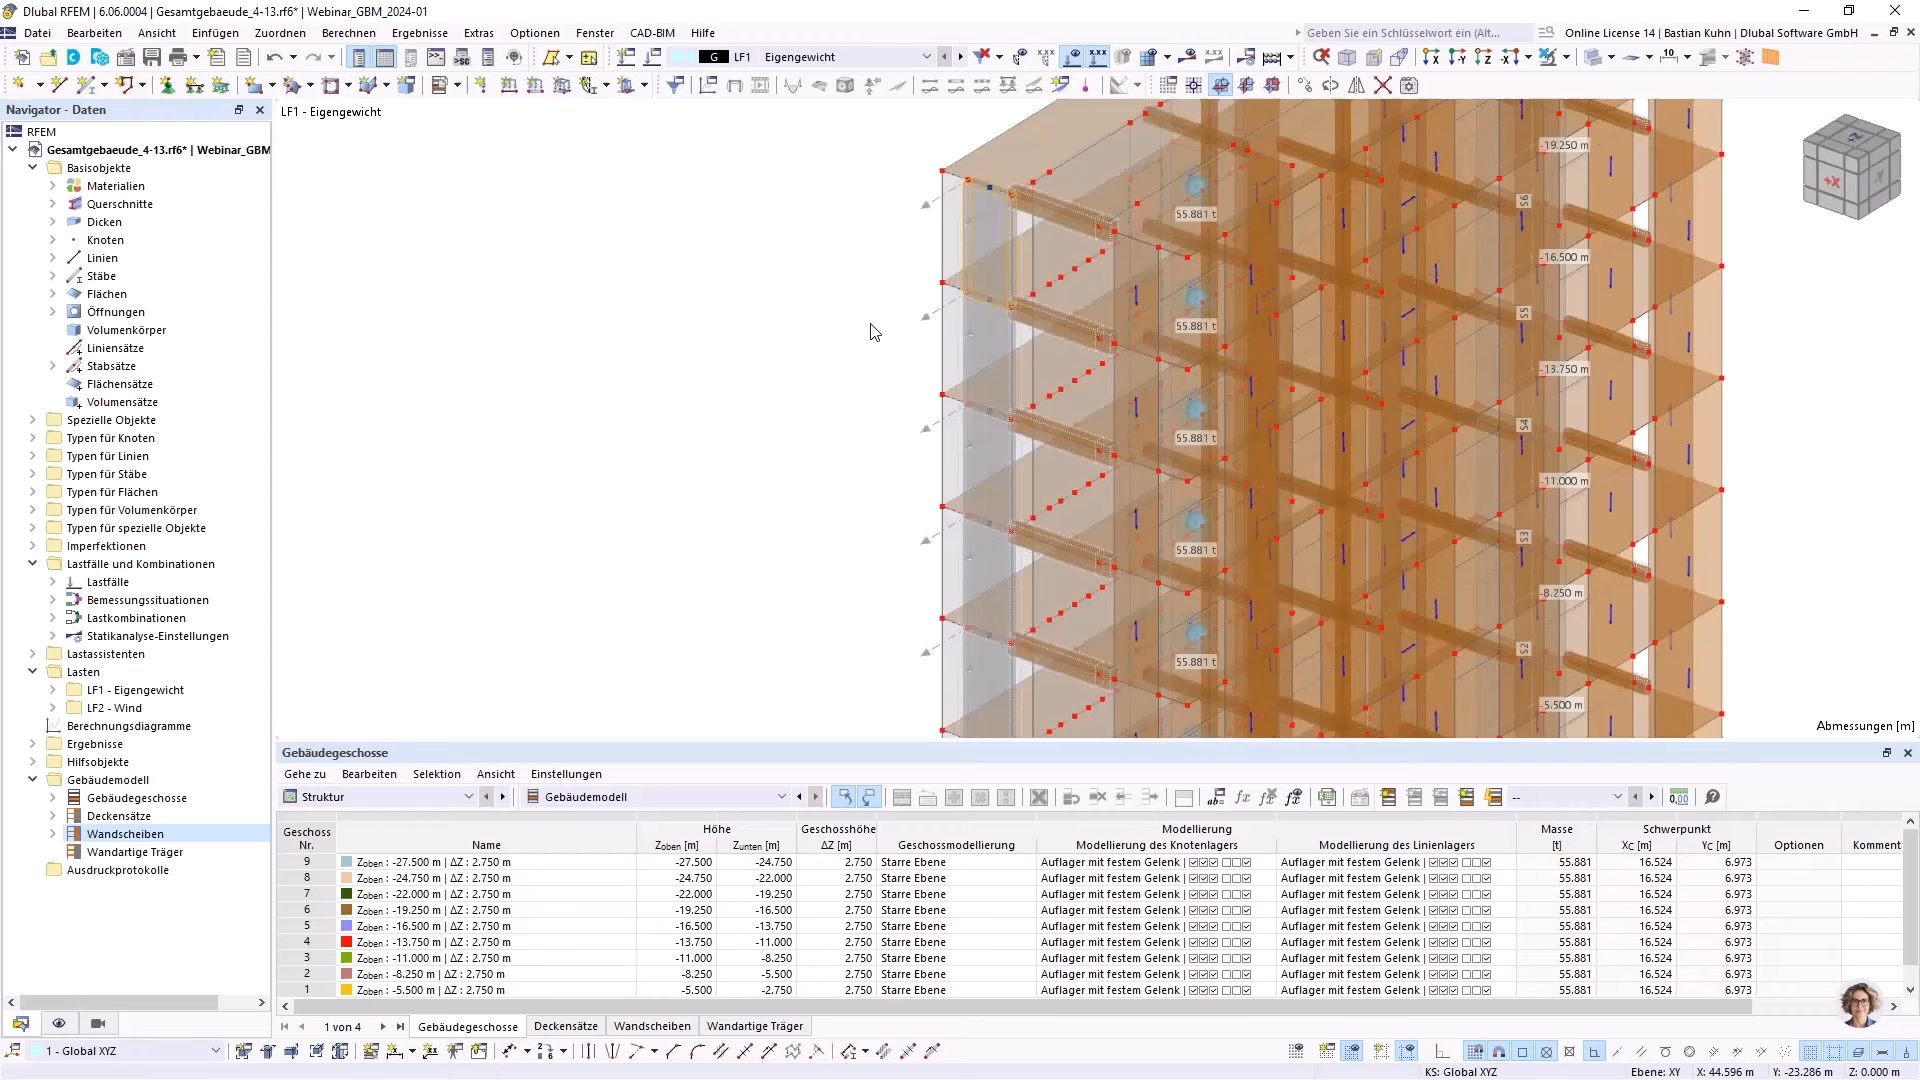 Dlubal RFEM | 6.06.0004 | Gesamtgebaeude_4-13.rf6* | Webinar_GBM_2024-01
Datei Bearbeiten Ansicht Einfügen Zuordnen Berechnen Ergebnisse Extras Optionen Fenster CAD-BIM Hilfe
Geben Sie ein Schlüsselwort ein (Alt...
Online License 14 | Bastian Kuhn | Dlubal Software GmbH
G LF1 Eigengewicht
Navigator - Daten
LF1 - Eigengewicht
RFEM
Gesamtgebaeude_4-13.rf6* | Webinar_GBM
Basisobjekte
Materialien
Querschnitte
Dicken
Knoten
Linien
Stäbe
Flächen
Öffnungen
Volumenkörper
Liniensätze
Stabsätze
Flächensätze
Volumensätze
Spezielle Objekte
Typen für Knoten
Typen für Linien
Typen für Stäbe
Typen für Flächen
Typen für Volumenkörper
Typen für spezielle Objekte
Imperfektionen
Lastfälle und Kombinationen
Lastfälle
Bemessungssituationen
Lastkombinationen
Statikanalyse-Einstellungen
Lastassistenten
Lasten
LF1 - Eigengewicht
LF2 - Wind
Berechnungsdiagramme
Ergebnisse
Hilfsobjekte
Gebäudemodell
Gebäudegeschosse
Deckensätze
Wandscheiben
Wandartige Träger
Ausdruckprotokolle
-19.250 m
55.881 t
S6
-16.500 m
55.881 t
S5
-13.750 m
55.881 t
S4
-11.000 m
55.881 t
S3
-8.250 m
55.881 t
S2
-5.500 m
+X -Y
Abmessungen [m]
Gebäudegeschosse
Gehe zu Bearbeiten Selektion Ansicht Einstellungen
Struktur Gebäudemodell --
Geschoss Höhe Geschosshöhe Modellierung Masse Schwerpunkt
Nr. Name Zoben [m] Zunten [m] ΔZ [m] Geschossmodellierung Modellierung des Knotenlagers Modellierung des Linienlagers [t] XC [m] YC [m] Optionen Komment
9 Zoben : -27.500 m | ΔZ : 2.750 m -27.500 -24.750 2.750 Starre Ebene Auflager mit festem Gelenk | ☑☑☑ ☐☐☑ Auflager mit festem Gelenk | ☑☑☑ ☐☐☑ 55.881 16.524 6.973
8 Zoben : -24.750 m | ΔZ : 2.750 m -24.750 -22.000 2.750 Starre Ebene Auflager mit festem Gelenk | ☑☑☑ ☐☐☑ Auflager mit festem Gelenk | ☑☑☑ ☐☐☑ 55.881 16.524 6.973
7 Zoben : -22.000 m | ΔZ : 2.750 m -22.000 -19.250 2.750 Starre Ebene Auflager mit festem Gelenk | ☑☑☑ ☐☐☑ Auflager mit festem Gelenk | ☑☑☑ ☐☐☑ 55.881 16.524 6.973
6 Zoben : -19.250 m | ΔZ : 2.750 m -19.250 -16.500 2.750 Starre Ebene Auflager mit festem Gelenk | ☑☑☑ ☐☐☑ Auflager mit festem Gelenk | ☑☑☑ ☐☐☑ 55.881 16.524 6.973
5 Zoben : -16.500 m | ΔZ : 2.750 m -16.500 -13.750 2.750 Starre Ebene Auflager mit festem Gelenk | ☑☑☑ ☐☐☑ Auflager mit festem Gelenk | ☑☑☑ ☐☐☑ 55.881 16.524 6.973
4 Zoben : -13.750 m | ΔZ : 2.750 m -13.750 -11.000 2.750 Starre Ebene Auflager mit festem Gelenk | ☑☑☑ ☐☐☑ Auflager mit festem Gelenk | ☑☑☑ ☐☐☑ 55.881 16.524 6.973
3 Zoben : -11.000 m | ΔZ : 2.750 m -11.000 -8.250 2.750 Starre Ebene Auflager mit festem Gelenk | ☑☑☑ ☐☐☑ Auflager mit festem Gelenk | ☑☑☑ ☐☐☑ 55.881 16.524 6.973
2 Zoben : -8.250 m | ΔZ : 2.750 m -8.250 -5.500 2.750 Starre Ebene Auflager mit festem Gelenk | ☑☑☑ ☐☐☑ Auflager mit festem Gelenk | ☑☑☑ ☐☐☑ 55.881 16.524 6.973
1 Zoben : -5.500 m | ΔZ : 2.750 m -5.500 -2.750 2.750 Starre Ebene Auflager mit festem Gelenk | ☑☑☑ ☐☐☑ Auflager mit festem Gelenk | ☑☑☑ ☐☐☑ 55.881 16.524 6.973
1 von 4 Gebäudegeschosse Deckensätze Wandscheiben Wandartige Träger
1 - Global XYZ
KS: Global XYZ Ebene: XY X: 44.596 m Y: -23.286 m Z: 0.000 m